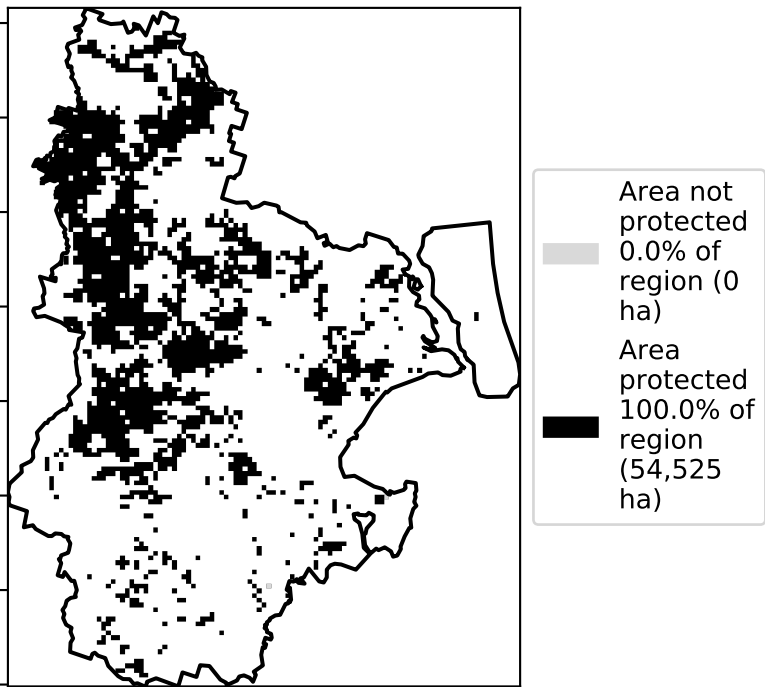 Area not
protected
0.0% of
region (0
ha)
Area
protected
100.0% of
region
(54,525
ha)